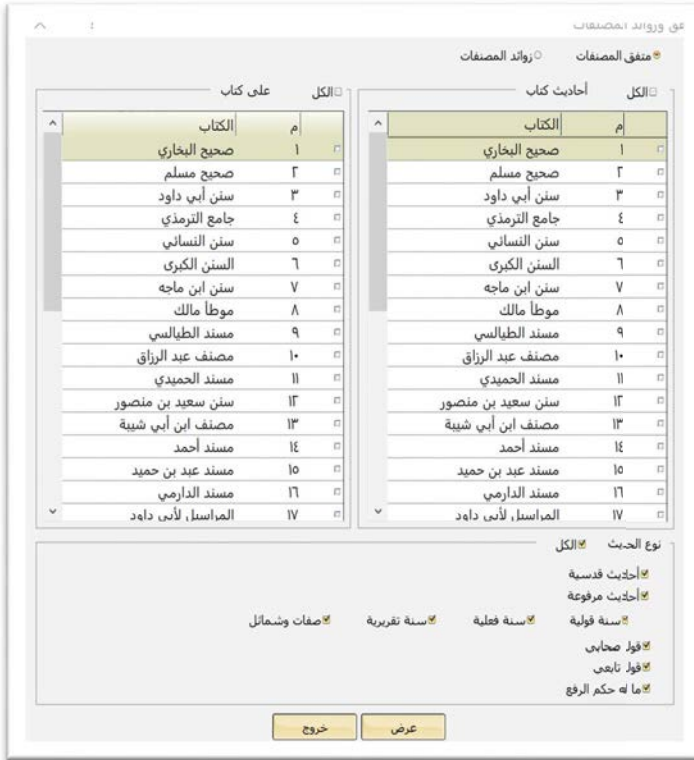 وزوائد المصنفات
متفق المصنفات زوائد المصنفات
الكل أحاديث كتاب
م الكتاب
١ صحيح البخاري
٢ صحيح مسلم
٣ سنن أبي داود
٤ جامع الترمذي
٥ سنن النسائي
٦ السنن الكبرى
٧ سنن ابن ماجه
٨ موطأ مالك
٩ مسند الطيالسي
١٠ مصنف عبد الرزاق
١١ مسند الحميدي
١٢ سنن سعيد بن منصور
١٣ مصنف ابن أبي شيبة
١٤ مسند أحمد
١٥ مسند عبد بن حميد
١٦ مسند الدارمي
١٧ المراسيل لأبي داود
الكل على كتاب
م الكتاب
١ صحيح البخاري
٢ صحيح مسلم
٣ سنن أبي داود
٤ جامع الترمذي
٥ سنن النسائي
٦ السنن الكبرى
٧ سنن ابن ماجه
٨ موطأ مالك
٩ مسند الطيالسي
١٠ مصنف عبد الرزاق
١١ مسند الحميدي
١٢ سنن سعيد بن منصور
١٣ مصنف ابن أبي شيبة
١٤ مسند أحمد
١٥ مسند عبد بن حميد
١٦ مسند الدارمي
١٧ المراسيل لأبي داود
نوع الحديث الكل
أحاديث قدسية
أحاديث مرفوعة
سنة قولية سنة فعلية سنة تقريرية صفات وشمائل
قول صحابي
قول تابعي
ما له حكم الرفع
عرض خروج